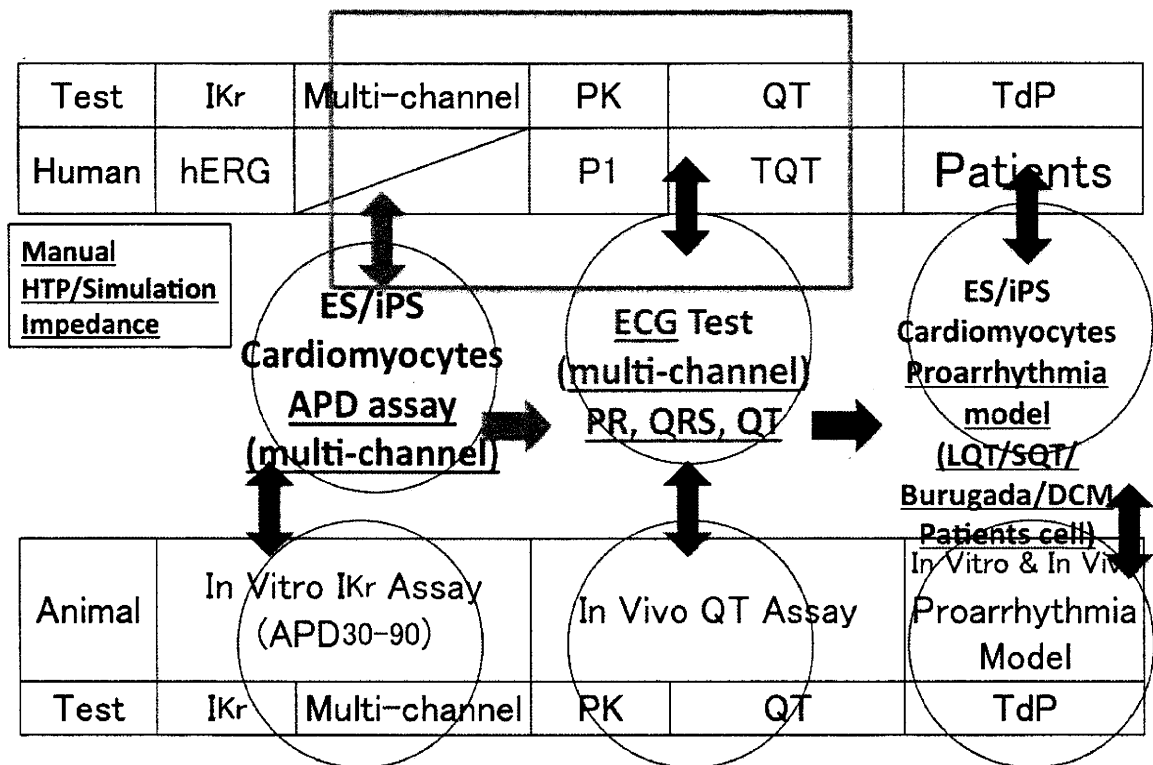 Test IKr Multi-channel PK QT TdP
Human hERG P1 TQT Patients
Manual
HTP/Simulation
Impedance
ES/iPS
Cardiomyocytes
APD assay
(multi-channel)
ECG Test
(multi-channel)
PR, QRS, QT
ES/iPS
Cardiomyocytes
Proarrhythmia
model
(LQT/SQT/
Burugada/DCM
Patients cell)
Animal
In Vitro IKr Assay
(APD30-90)
In Vivo QT Assay
In Vitro & In Vivo
Proarrhythmia
Model
Test IKr Multi-channel PK QT TdP